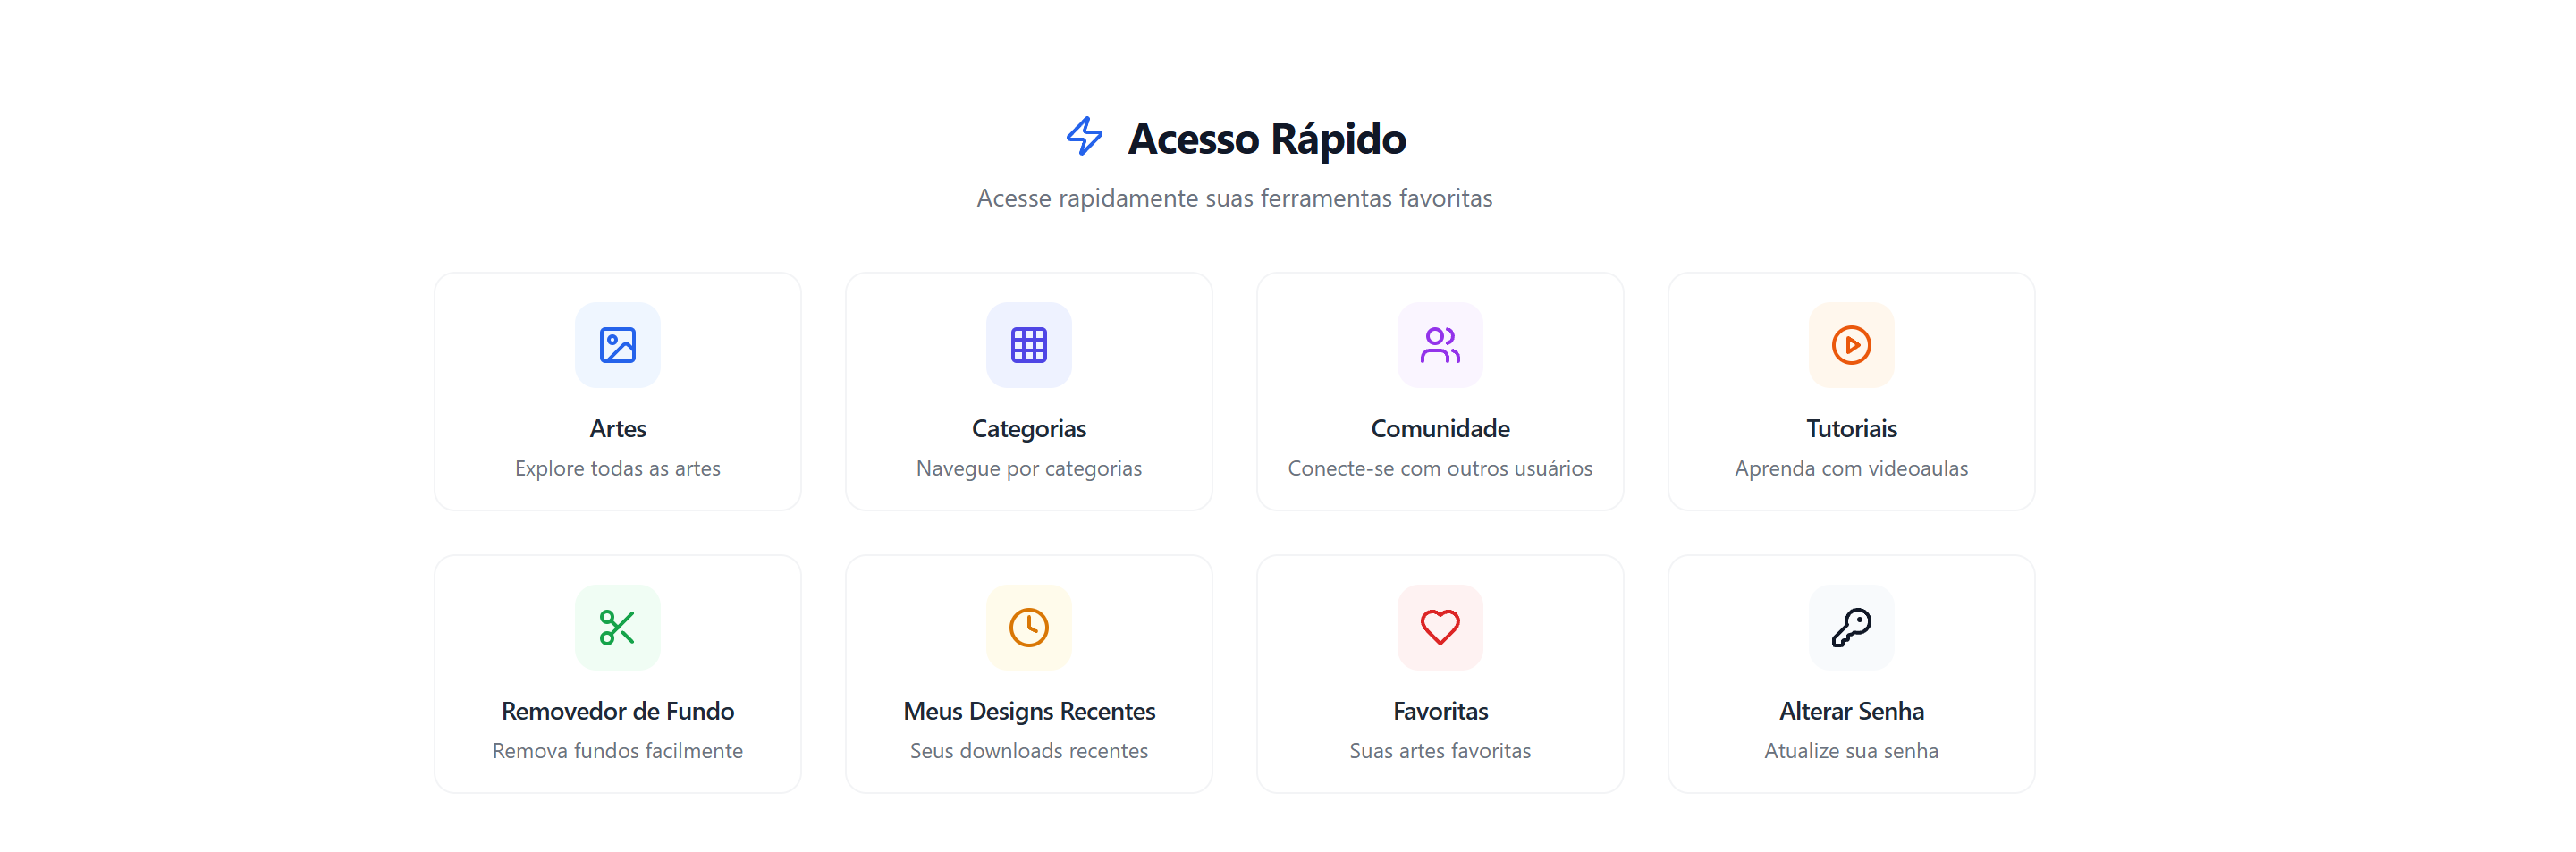 Acesso Rápido
Acesse rapidamente suas ferramentas favoritas
Artes
Explore todas as artes
Categorias
Navegue por categorias
Comunidade
Conecte-se com outros usuários
Tutoriais
Aprenda com videoaulas
Removedor de Fundo
Remova fundos facilmente
Meus Designs Recentes
Seus downloads recentes
Favoritas
Suas artes favoritas
Alterar Senha
Atualize sua senha